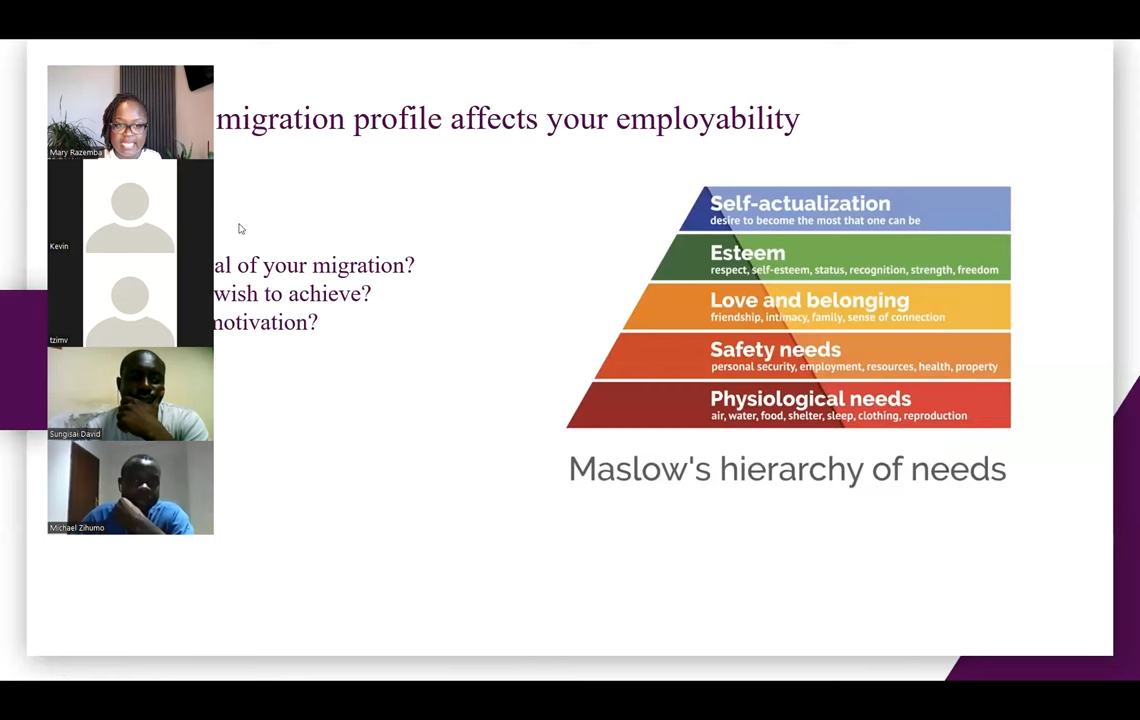 migration profile affects your employability
Mary Razemba
Kevin
tzimv
Sungisai David
Michael Zihumo
al of your migration?
wish to achieve?
motivation?
Self-actualization
desire to become the most that one can be
Esteem
respect, self-esteem, status, recognition, strength, freedom
Love and belonging
friendship, intimacy, family, sense of connection
Safety needs
personal security, employment, resources, health, property
Physiological needs
air, water, food, shelter, sleep, clothing, reproduction
Maslow's hierarchy of needs